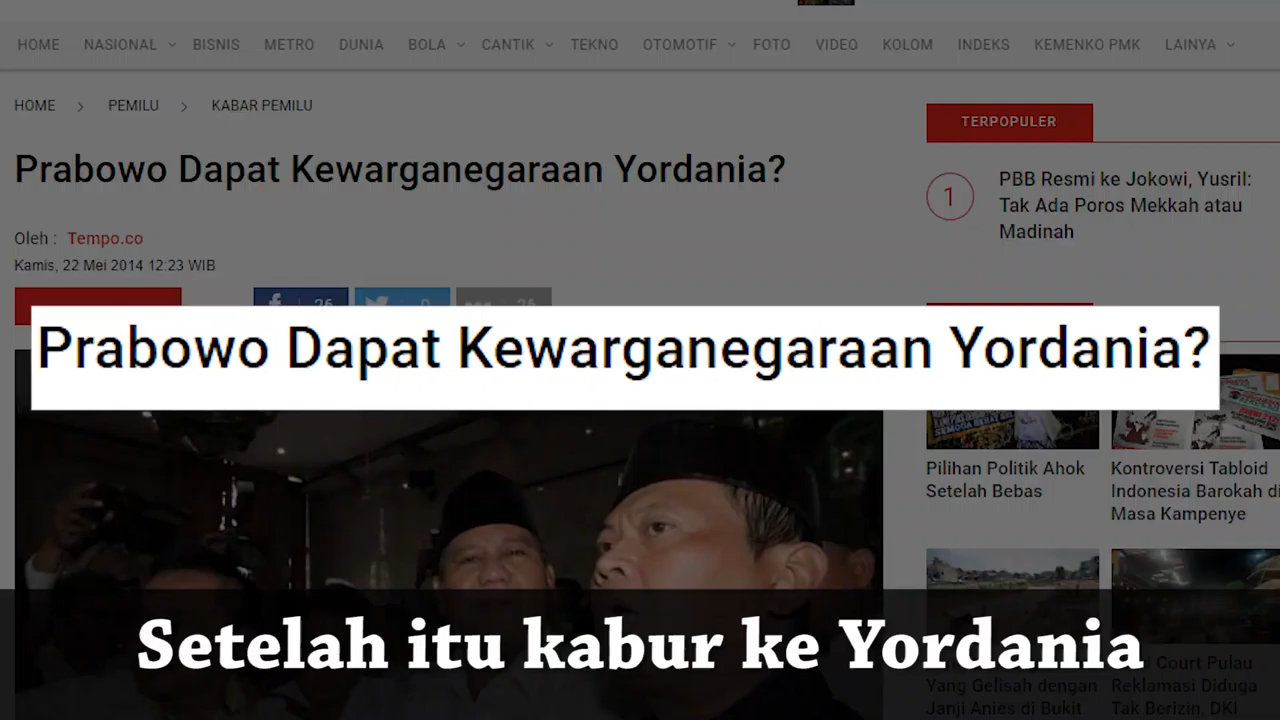 HOME NASIONAL BISNIS METRO DUNIA BOLA CANTIK TEKNO OTOMOTIF FOTO VIDEO KOLOM INDEKS KEMENKO PMK LAINYA
HOME > PEMILU > KABAR PEMILU
Prabowo Dapat Kewarganegaraan Yordania?
Oleh : Tempo.co
Kamis, 22 Mei 2014 12:23 WIB
26 0 26
TERPOPULER
1
PBB Resmi ke Jokowi, Yusril:
Tak Ada Poros Mekkah atau
Madinah
Prabowo Dapat Kewarganegaraan Yordania?
Pilihan Politik Ahok
Setelah Bebas
Kontroversi Tabloid
Indonesia Barokah di
Masa Kampenye
Setelah itu kabur ke Yordania
Yang Gelisah dengan
Janji Anies di Bukit
Court Pulau
Reklamasi Diduga
Tak Berizin, DKI